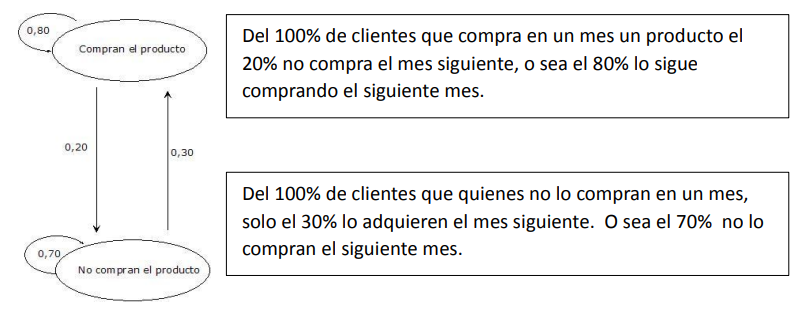 0,80
Compran el producto
Del 100% de clientes que compra en un mes un producto el
20% no compra el mes siguiente, o sea el 80% lo sigue
comprando el siguiente mes.
0,20
0,30
Del 100% de clientes que quienes no lo compran en un mes,
solo el 30% lo adquieren el mes siguiente. O sea el 70% no lo
compran el siguiente mes.
0,70
No compran el producto